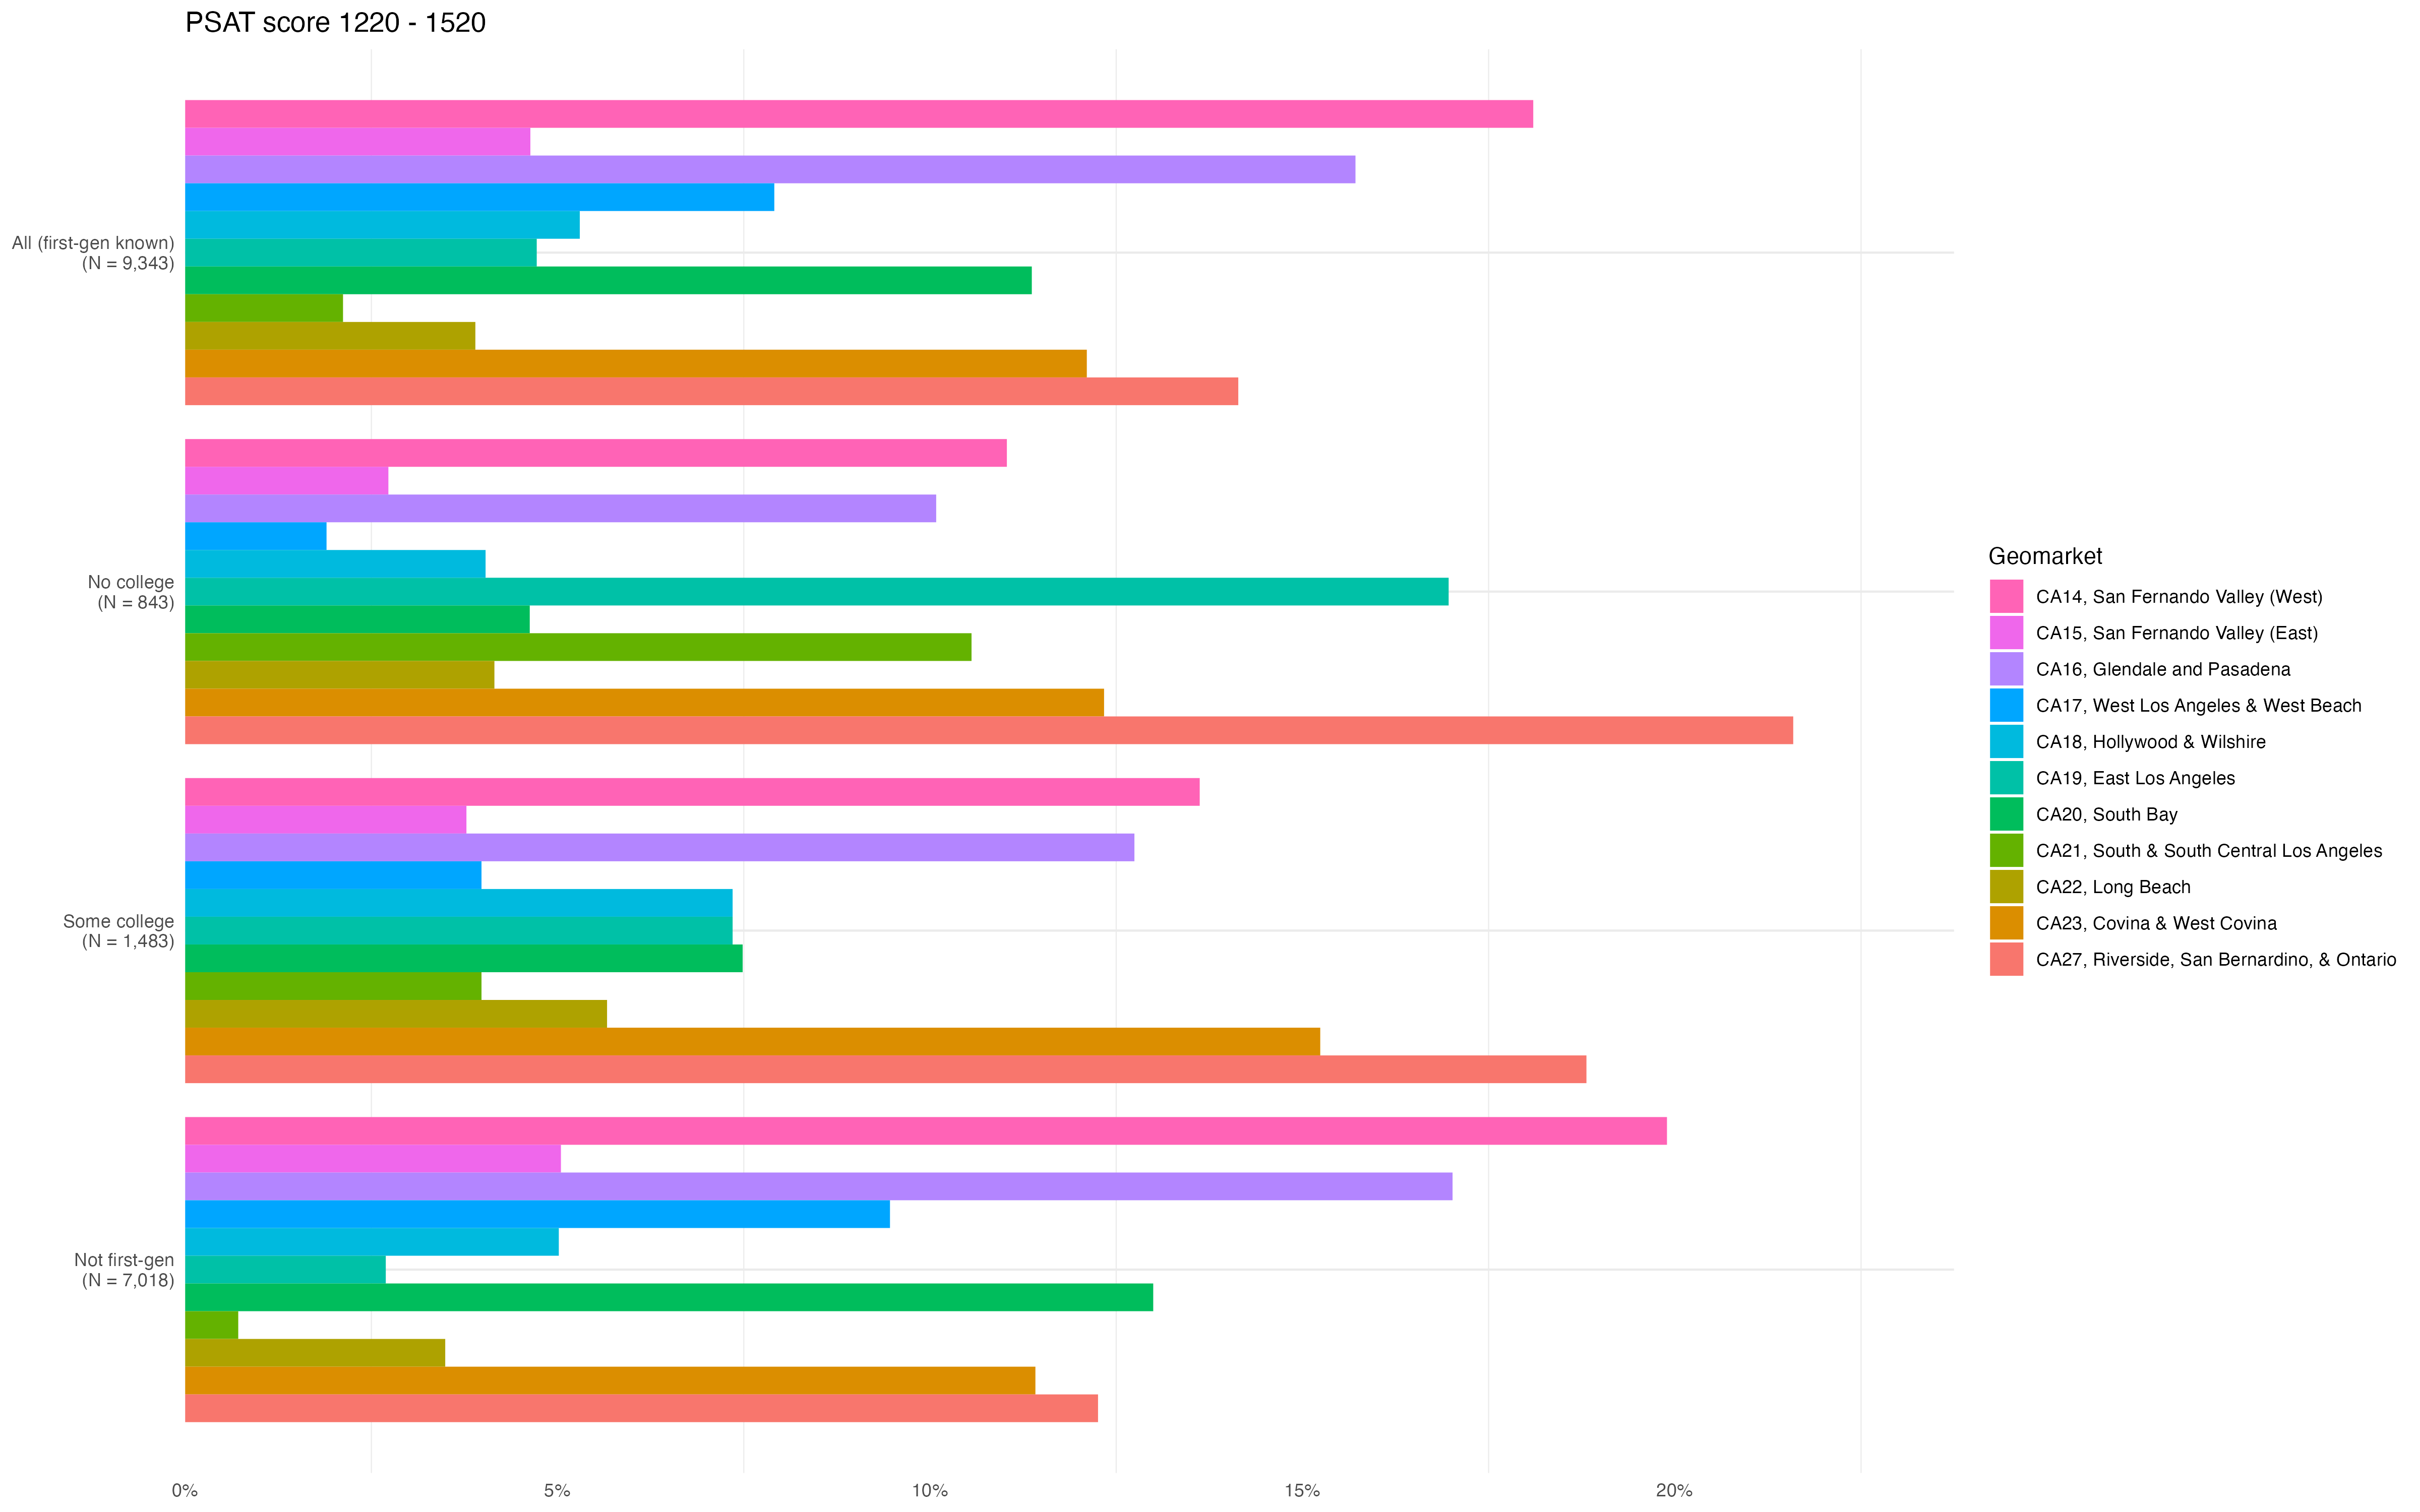 PSAT score 1220 - 1520
All (first-gen known)
(N = 9,343)
No college
(N = 843)
Some college
(N = 1,483)
Not first-gen
(N = 7,018)
0%
5%
10%
15%
20%
Geomarket
CA14, San Fernando Valley (West)
CA15, San Fernando Valley (East)
CA16, Glendale and Pasadena
CA17, West Los Angeles & West Beach
CA18, Hollywood & Wilshire
CA19, East Los Angeles
CA20, South Bay
CA21, South & South Central Los Angeles
CA22, Long Beach
CA23, Covina & West Covina
CA27, Riverside, San Bernardino, & Ontario